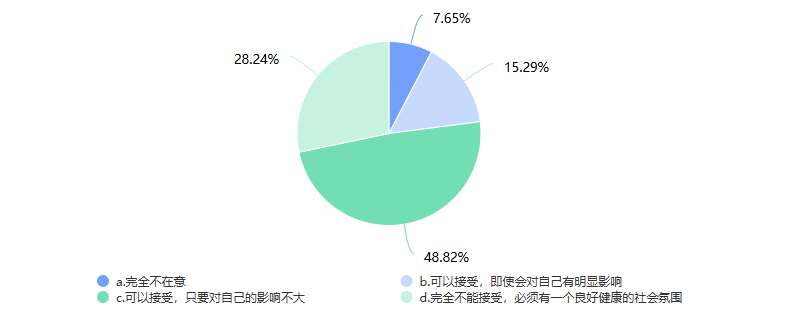 7.65%
28.24%
15.29%
48.82%
a.完全不在意
b.可以接受，即使会对自己有明显影响
c.可以接受，只要对自己的影响不大
d.完全不能接受，必须有一个良好健康的社会氛围